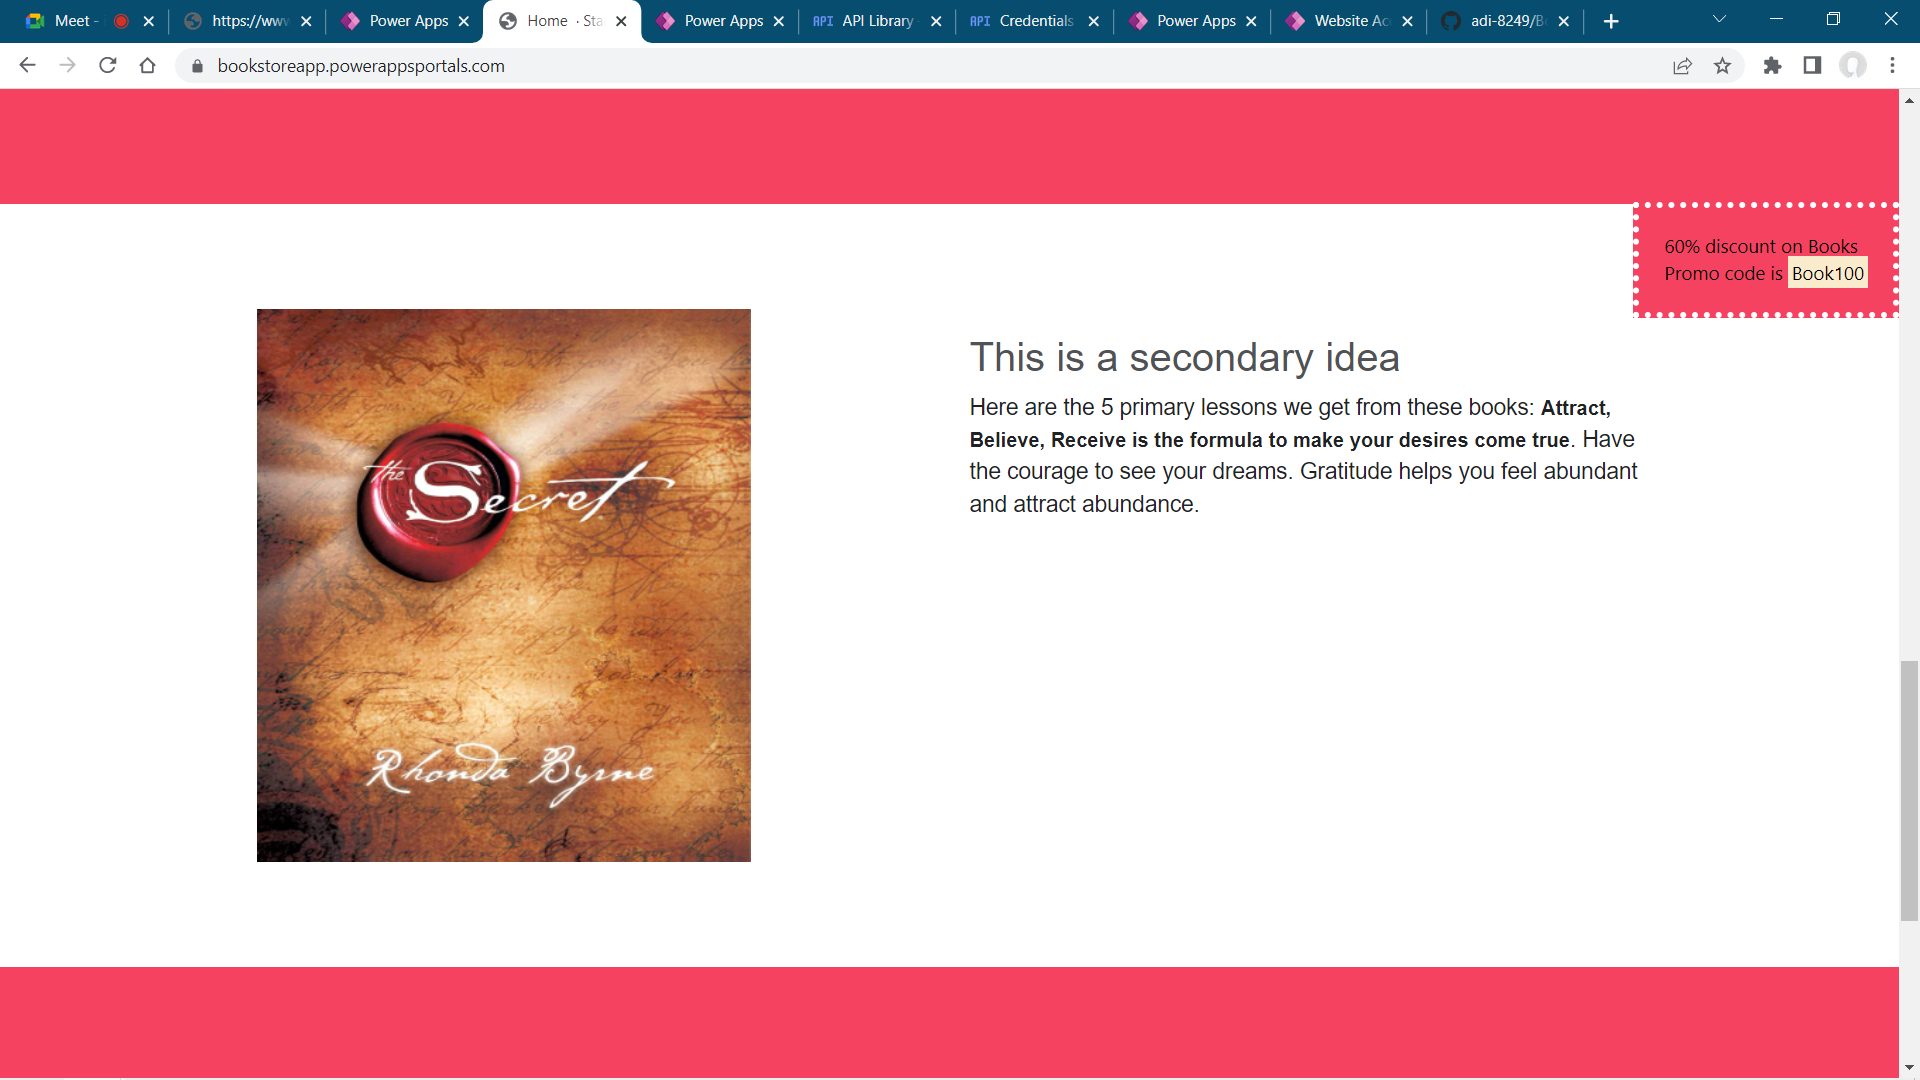 Meet -
https://www
Power Apps
Home · Sta
Power Apps
API API Library
API Credentials
Power Apps
Website Ac
adi-8249/B
bookstoreapp.powerappsportals.com
60% discount on Books
Promo code is Book100
the Secret
Rhonda Byrne
This is a secondary idea
Here are the 5 primary lessons we get from these books: Attract,
Believe, Receive is the formula to make your desires come true. Have
the courage to see your dreams. Gratitude helps you feel abundant
and attract abundance.